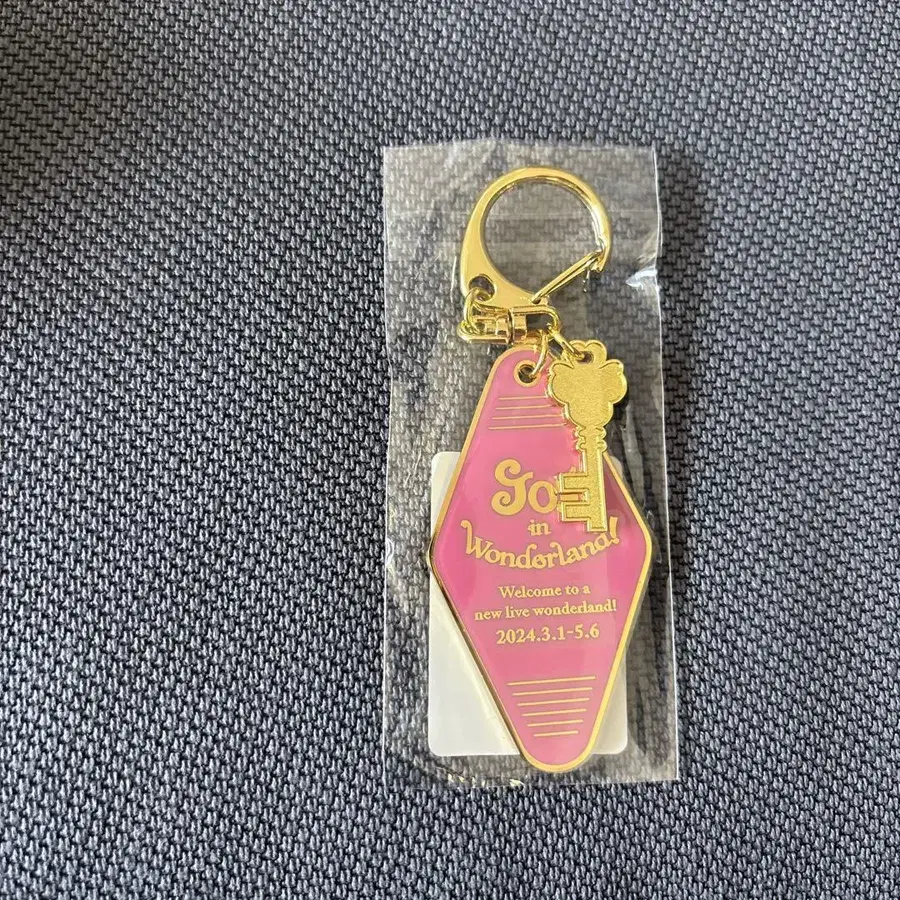 in
Wonderland!
Welcome to a
new live wonderland!
2024.3.1-5.6